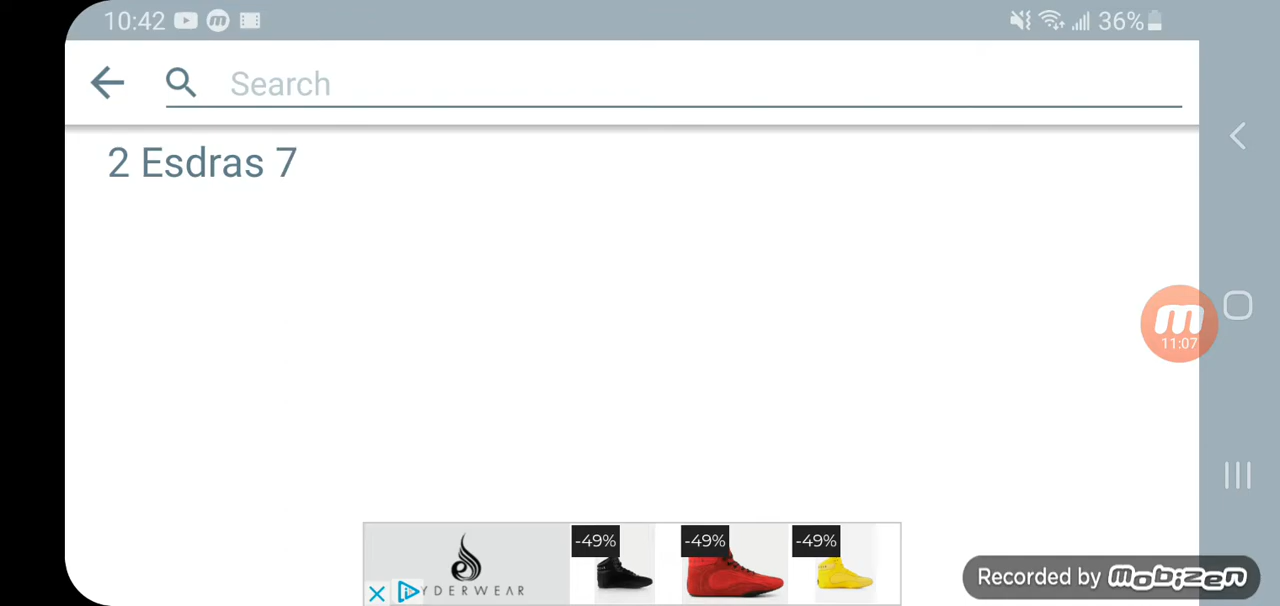 10:42
36%
Search
2 Esdras 7
11:07
-49% -49% -49%
YDERWEAR
Recorded by mobizen